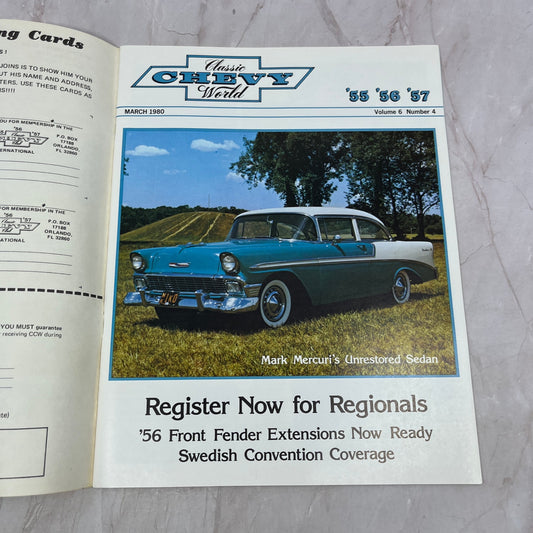 ng Cards
JOINS IS TO SHOW HIM YOUR
UT HIS NAME AND ADDRESS,
TERS. USE THESE CARDS AS
YOU FOR MEMBERSHIP IN THE
'56
'57
P.O. BOX
17188
ORLANDO,
FL 32860
ERNATIONAL
FOR MEMBERSHIP IN THE
'56
'57
P.O. BOX
17188
ORLANDO,
FL 32860
INTERNATIONAL
YOU MUST guarantee
receiving CCW during
Classic
CHEVY
World
'55 '56 '57
MARCH 1980
Volume 6 Number 4
Mark Mercuri's Unrestored Sedan
Register Now for Regionals
'56 Front Fender Extensions Now Ready
Swedish Convention Coverage